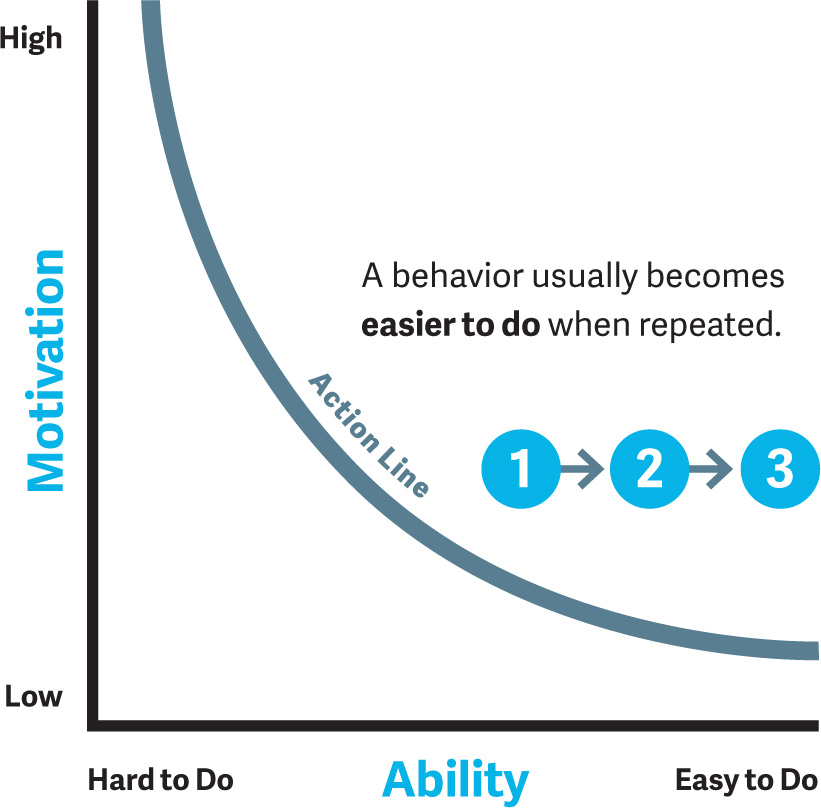 High
Motivation
A behavior usually becomes
easier to do when repeated.
Action Line
1 2 3
Low
Hard to Do
Ability
Easy to Do